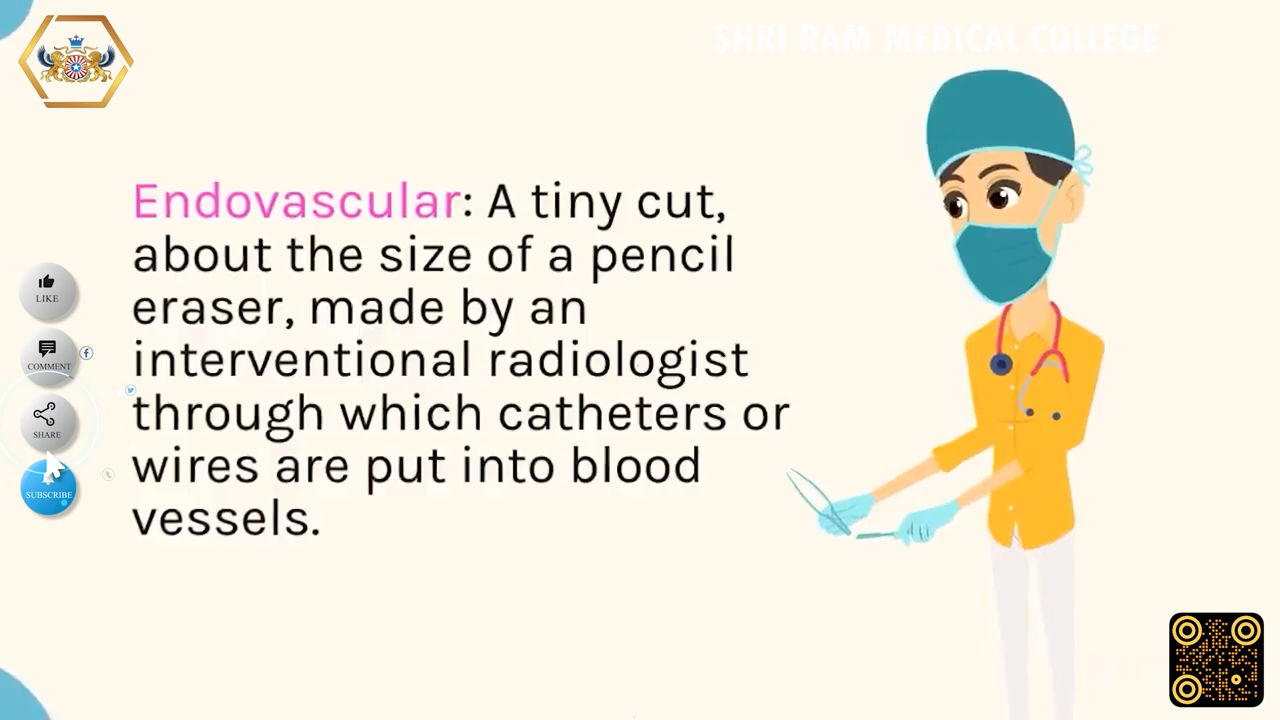 SHRI RAM MEDICAL COLLEGE
Endovascular: A tiny cut,
about the size of a pencil
eraser, made by an
interventional radiologist
through which catheters or
wires are put into blood
vessels.
LIKE
COMMENT
SHARE
SUBSCRIBE